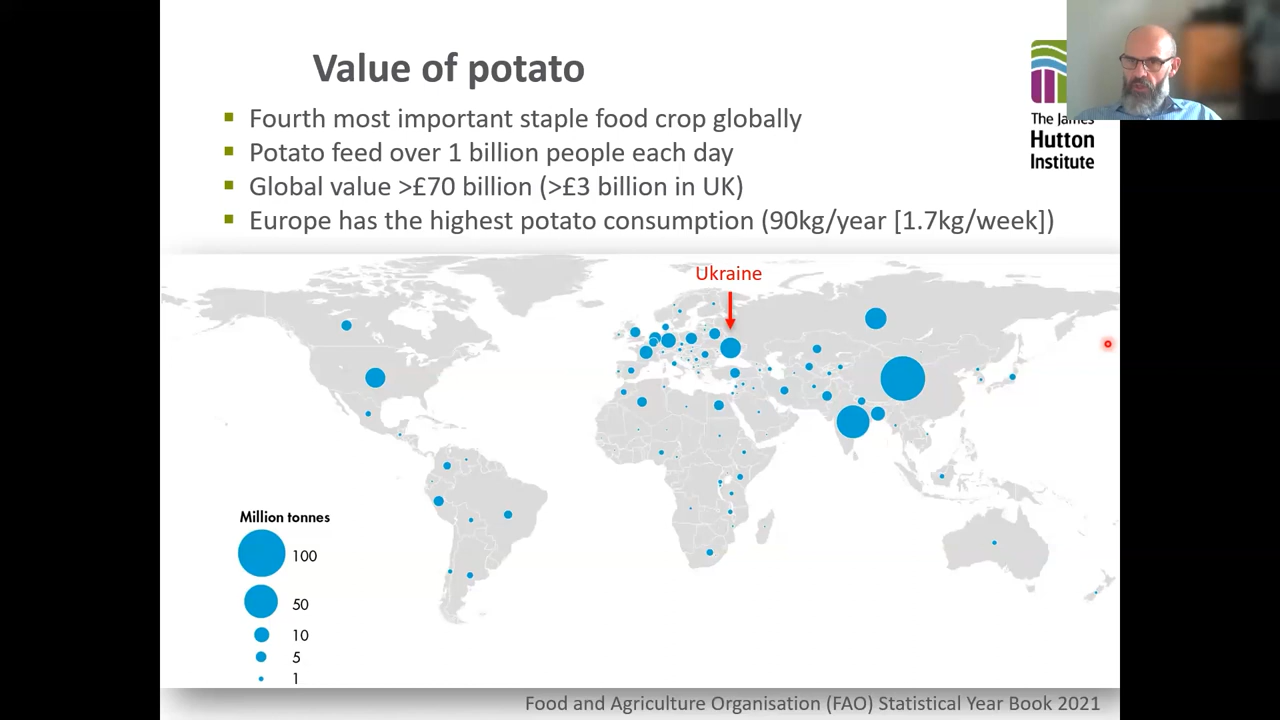 Value of potato
Fourth most important staple food crop globally
Potato feed over 1 billion people each day
Global value >£70 billion (>£3 billion in UK)
Europe has the highest potato consumption (90kg/year [1.7kg/week])
The James
Hutton
Institute
Ukraine
Million tonnes
100
50
10
5
1
Food and Agriculture Organisation (FAO) Statistical Year Book 2021